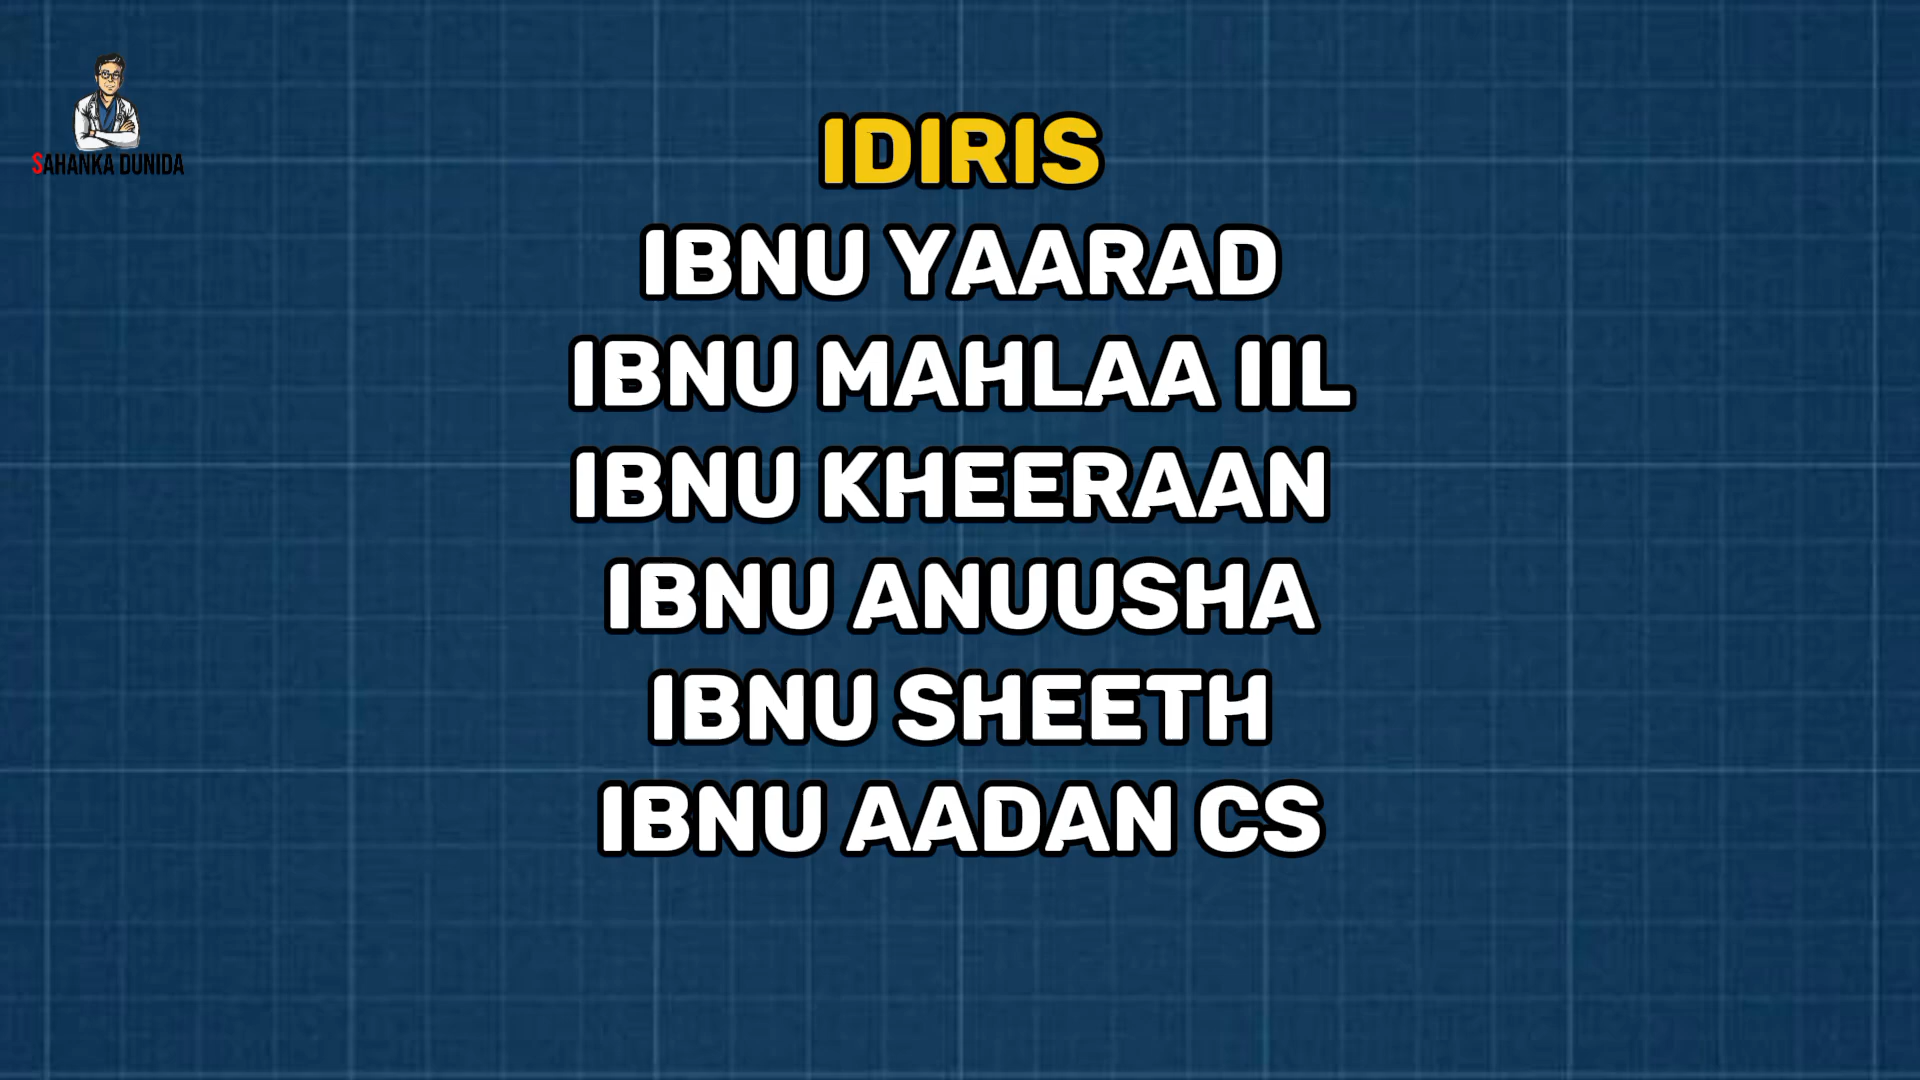 SAHANKA DUNIDA
IDIRIS
IBNU YAARAD
IBNU MAHLAA IIL
IBNU KHEERAAN
IBNU ANUUSHA
IBNU SHEETH
IBNU AADAN CS